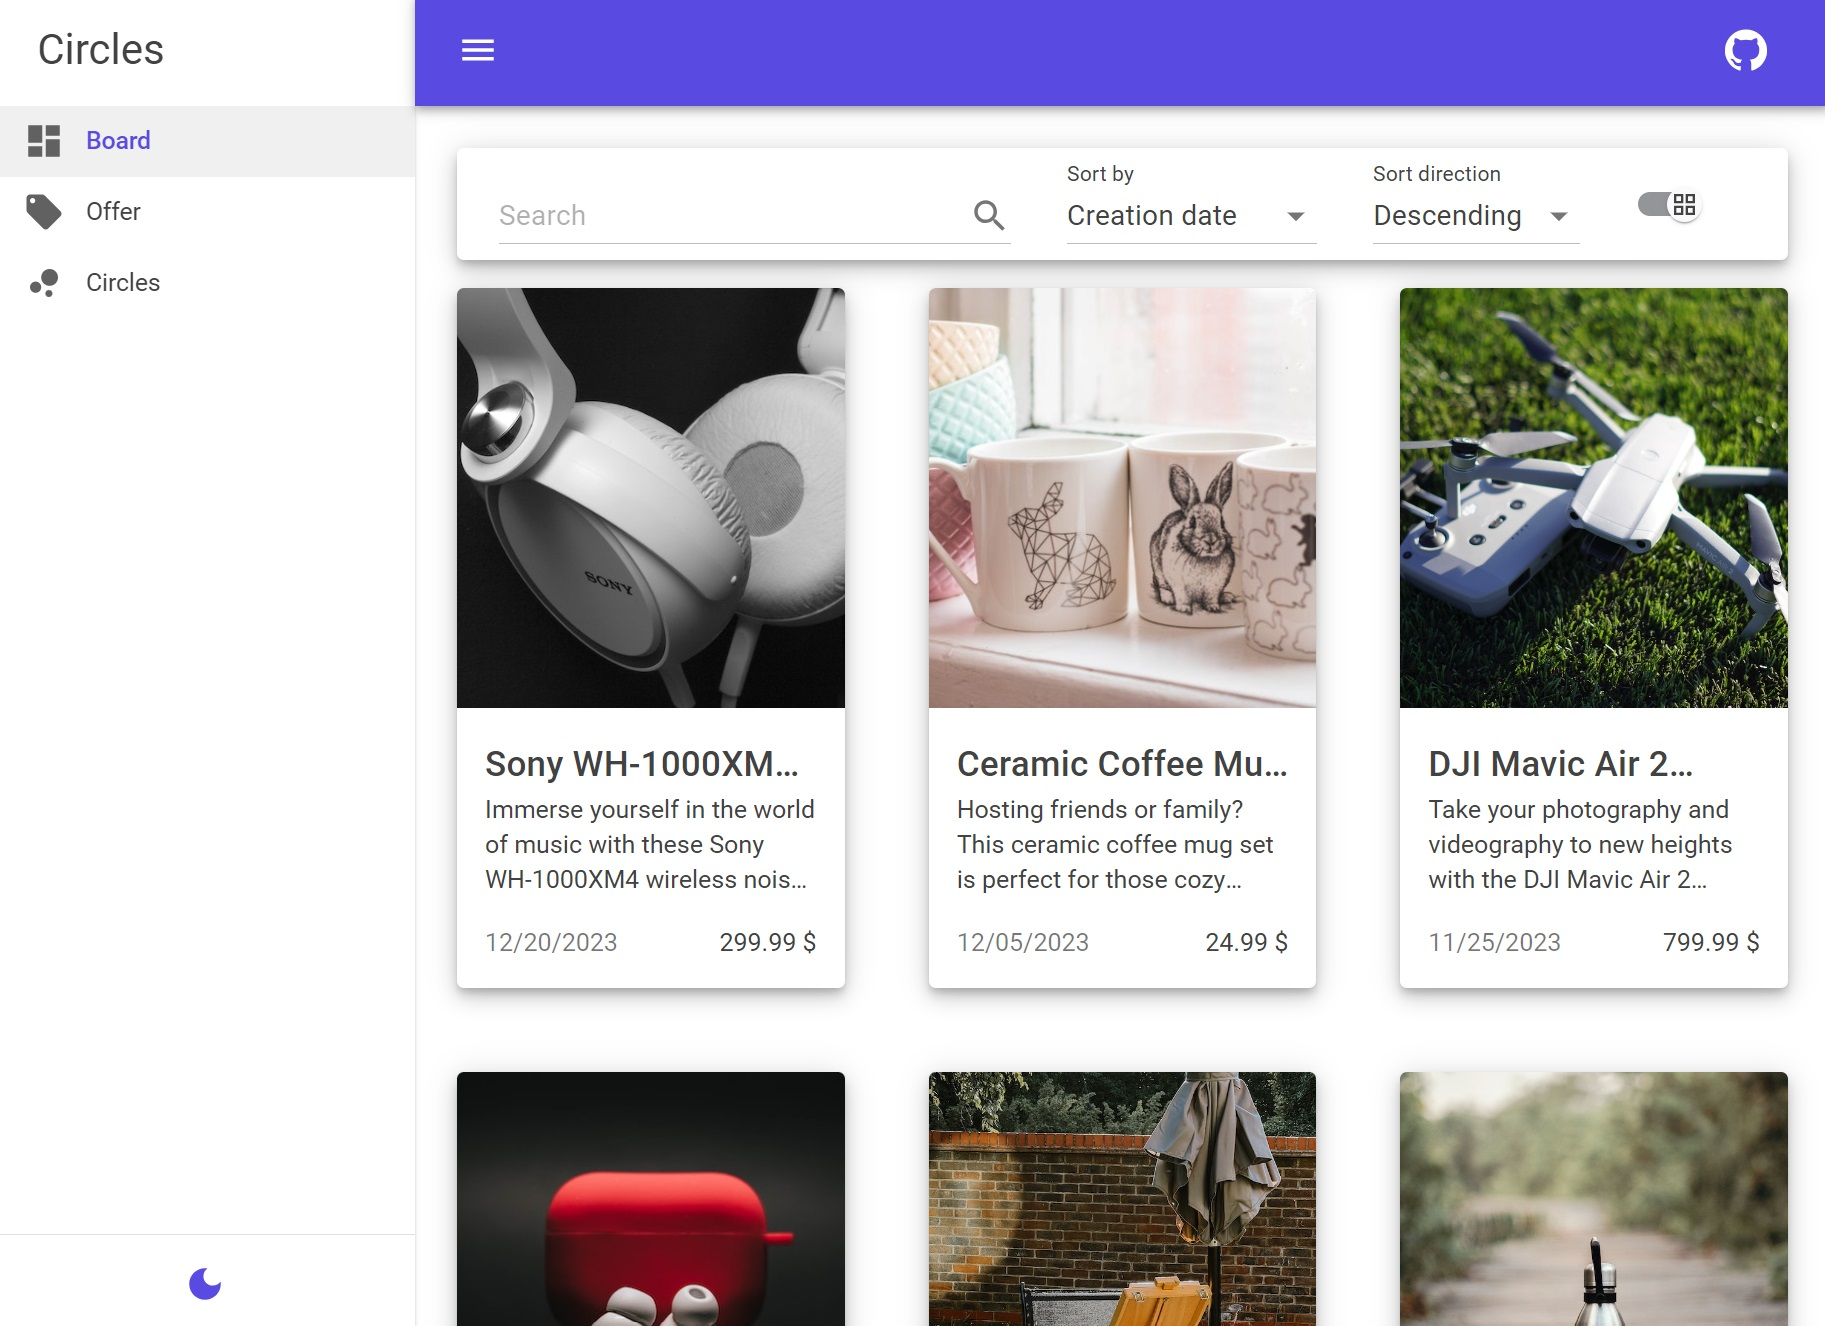 Circles
Board
Offer
Circles
Search
Sort by
Creation date
Sort direction
Descending
SONY
Sony WH-1000XM...
Immerse yourself in the world
of music with these Sony
WH-1000XM4 wireless nois...
12/20/2023
299.99 $
Ceramic Coffee Mu...
Hosting friends or family?
This ceramic coffee mug set
is perfect for those cozy...
12/05/2023
24.99 $
DJI Mavic Air 2...
Take your photography and
videography to new heights
with the DJI Mavic Air 2...
11/25/2023
799.99 $